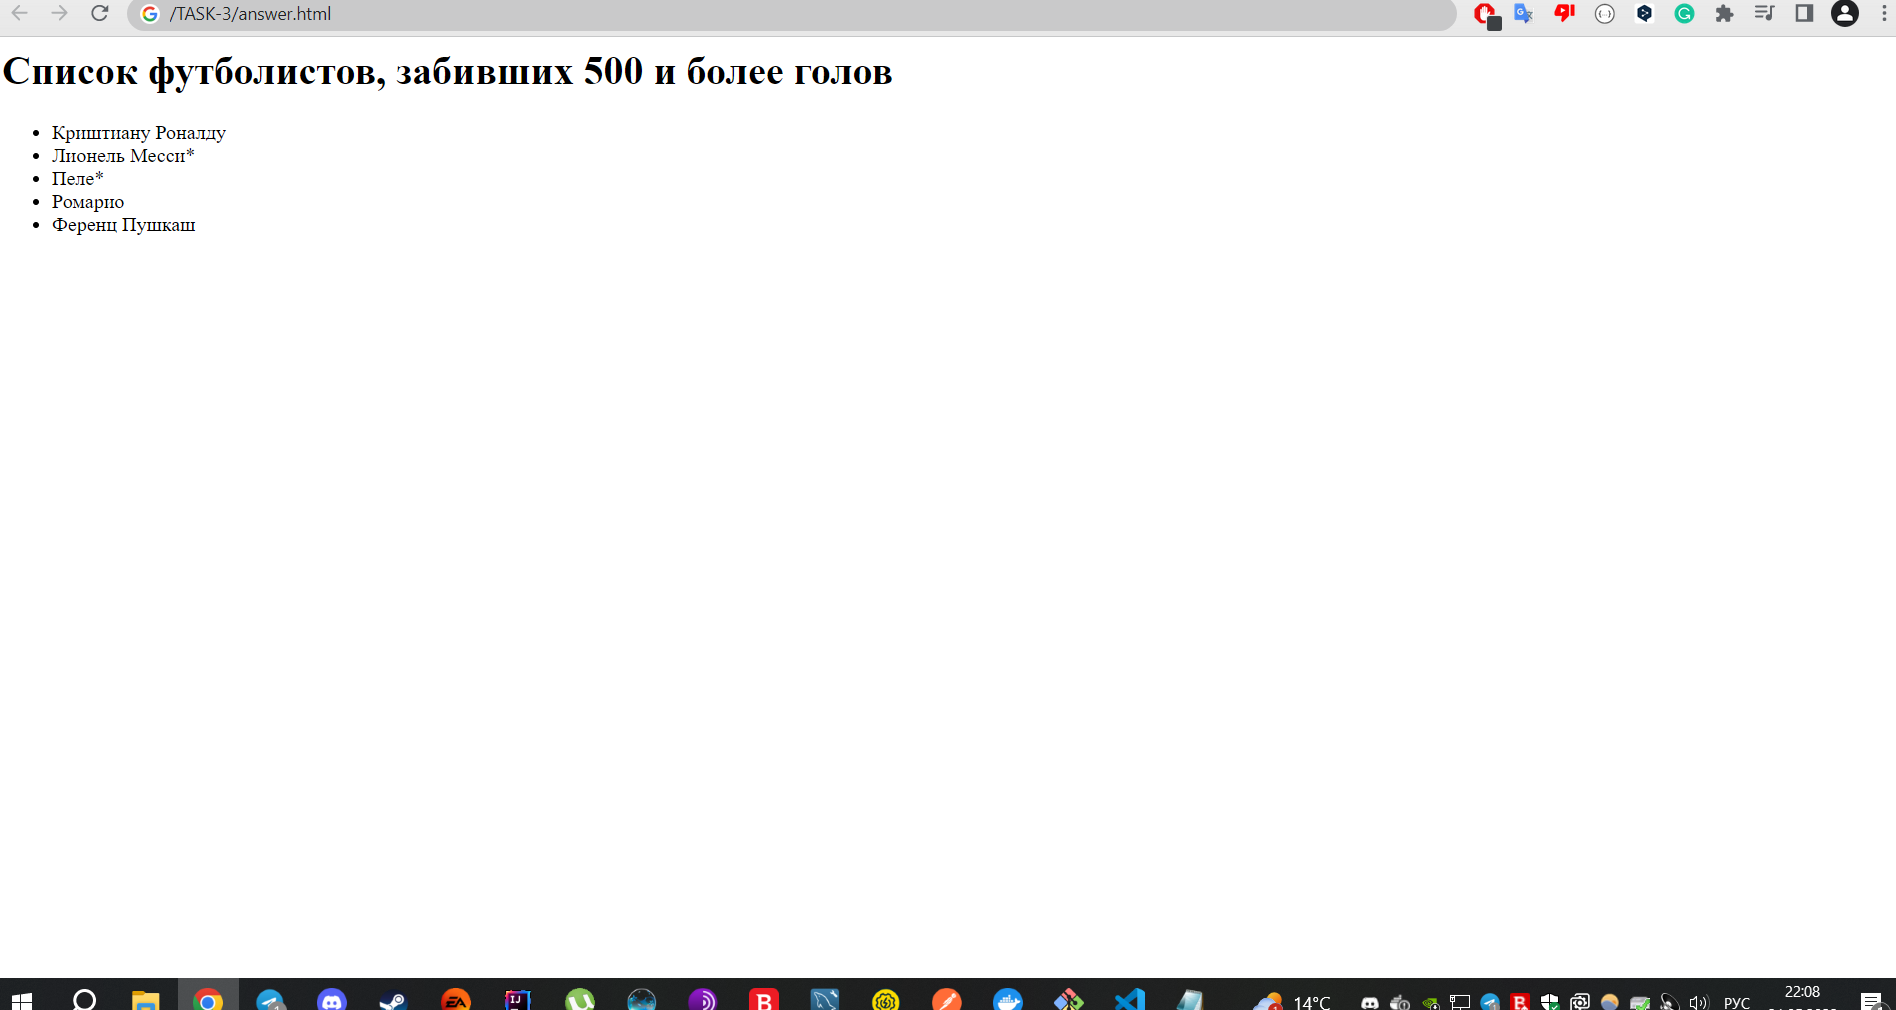 /TASK-3/answer.html
Список футболистов, забивших 500 и более голов
Криштиану Роналду
Лионель Месси*
Пеле*
Ромарио
Ференц Пушкаш
14°C
РУС
22:08